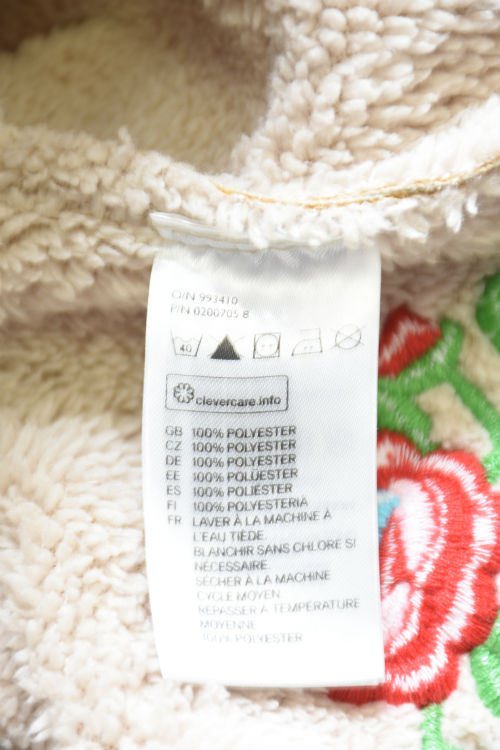 O/N 993410
P/N 0200705 8
40
clevercare.info
GB 100% POLYESTER
CZ 100% POLYESTER
DE 100% POLYESTER
EE 100% POLÜESTER
ES 100% POLIÉSTER
FI 100% POLYESTERIA
FR LAVER À LA MACHINE À
L'EAU TIÈDE.
BLANCHIR SANS CHLORE SI
NÉCESSAIRE.
SÉCHER À LA MACHINE
CYCLE MOYEN.
REPASSER À TEMPÉRATURE
MOYENNE
100% POLYESTER